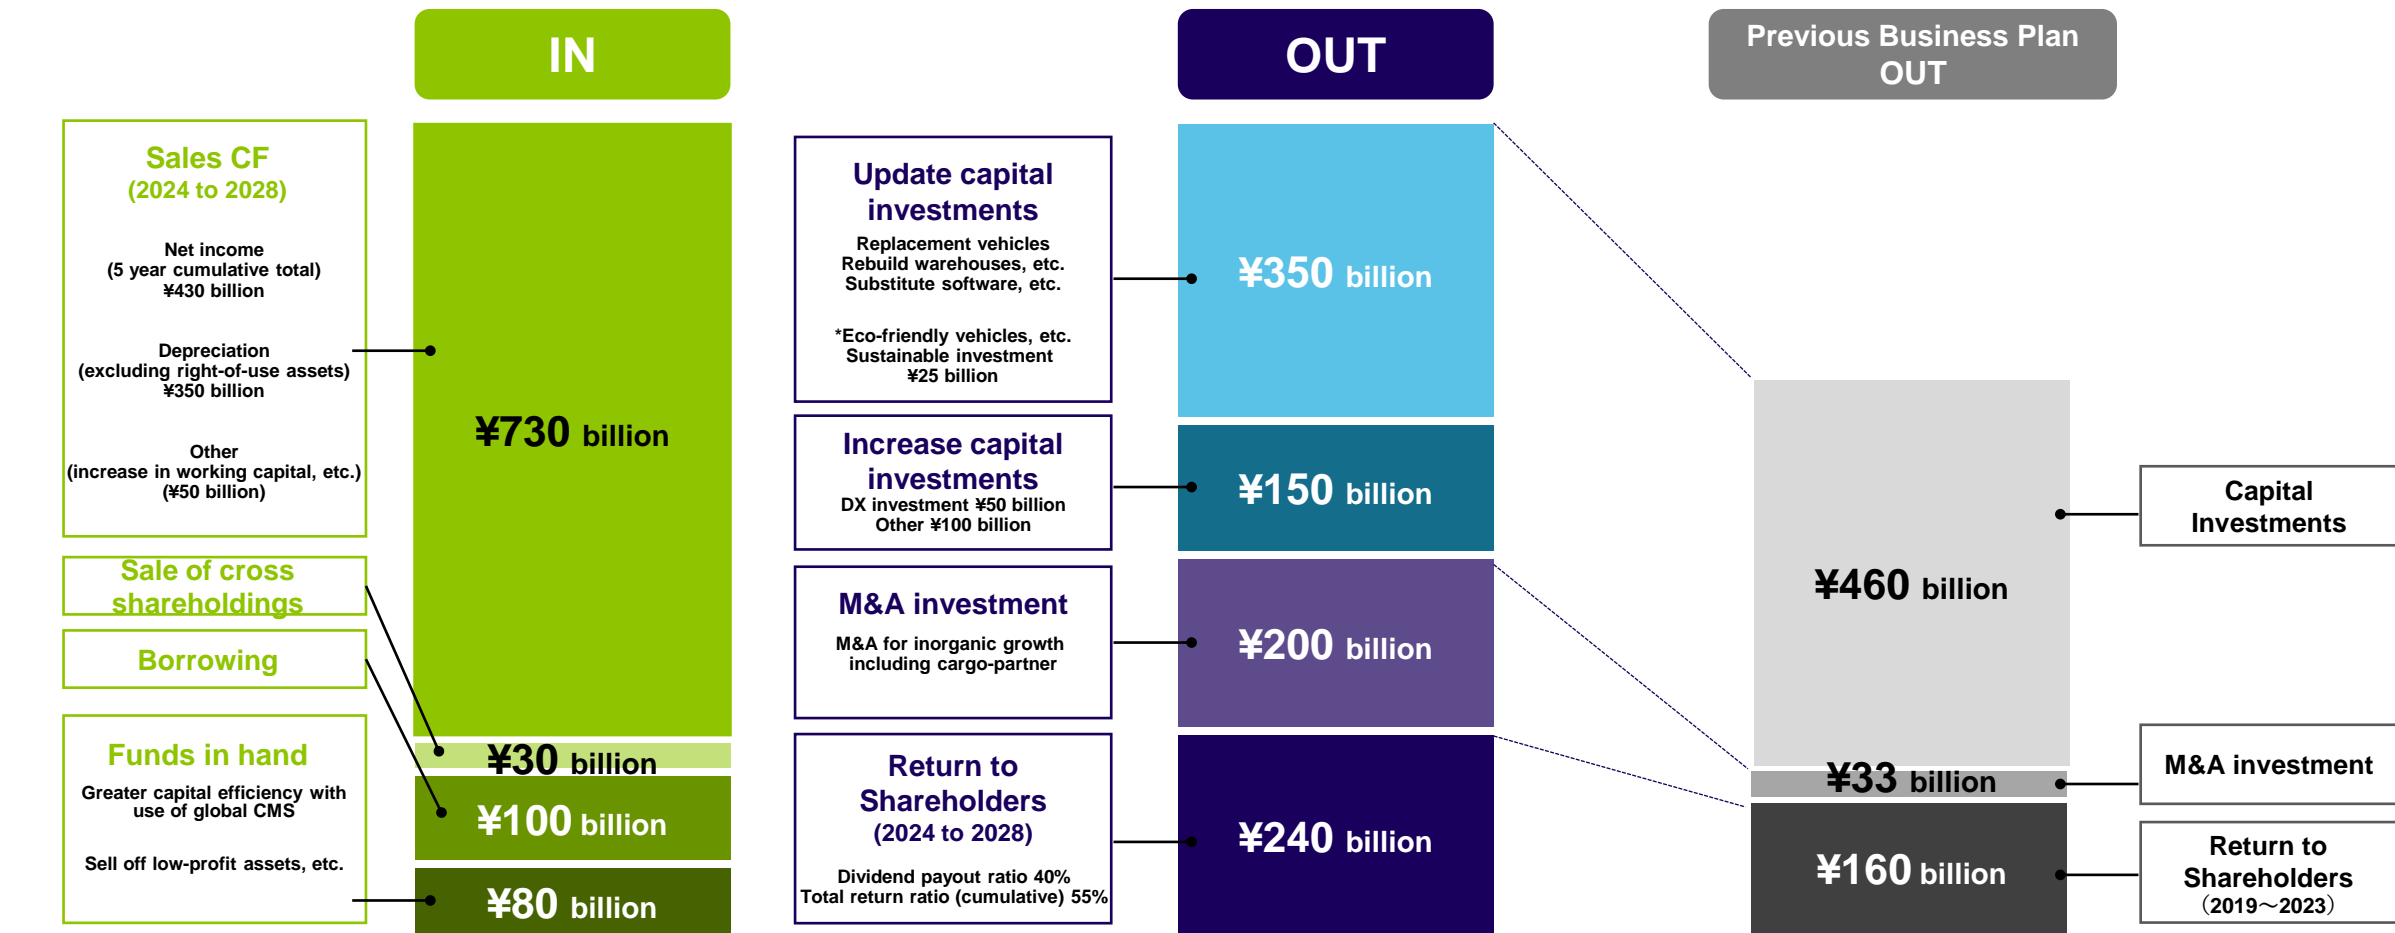 IN
Sales CF
(2024 to 2028)
Net income
(5 year cumulative total)
¥430 billion
Depreciation
(excluding right-of-use assets)
¥350 billion
Other
(increase in working capital, etc.)
(¥50 billion)
Sale of cross
shareholdings
Borrowing
Funds in hand
Greater capital efficiency with
use of global CMS
Sell off low-profit assets, etc.
¥730 billion
¥30 billion
¥100 billion
¥80 billion
OUT
Update capital
investments
Replacement vehicles
Rebuild warehouses, etc.
Substitute software, etc.
*Eco-friendly vehicles, etc.
Sustainable investment
¥25 billion
Increase capital
investments
DX investment ¥50 billion
Other ¥100 billion
M&A investment
M&A for inorganic growth
including cargo-partner
Return to
Shareholders
(2024 to 2028)
Dividend payout ratio 40%
Total return ratio (cumulative) 55%
¥350 billion
¥150 billion
¥200 billion
¥240 billion
Previous Business Plan
OUT
¥460 billion
¥33 billion
¥160 billion
Capital
Investments
M&A investment
Return to
Shareholders
（2019～2023）